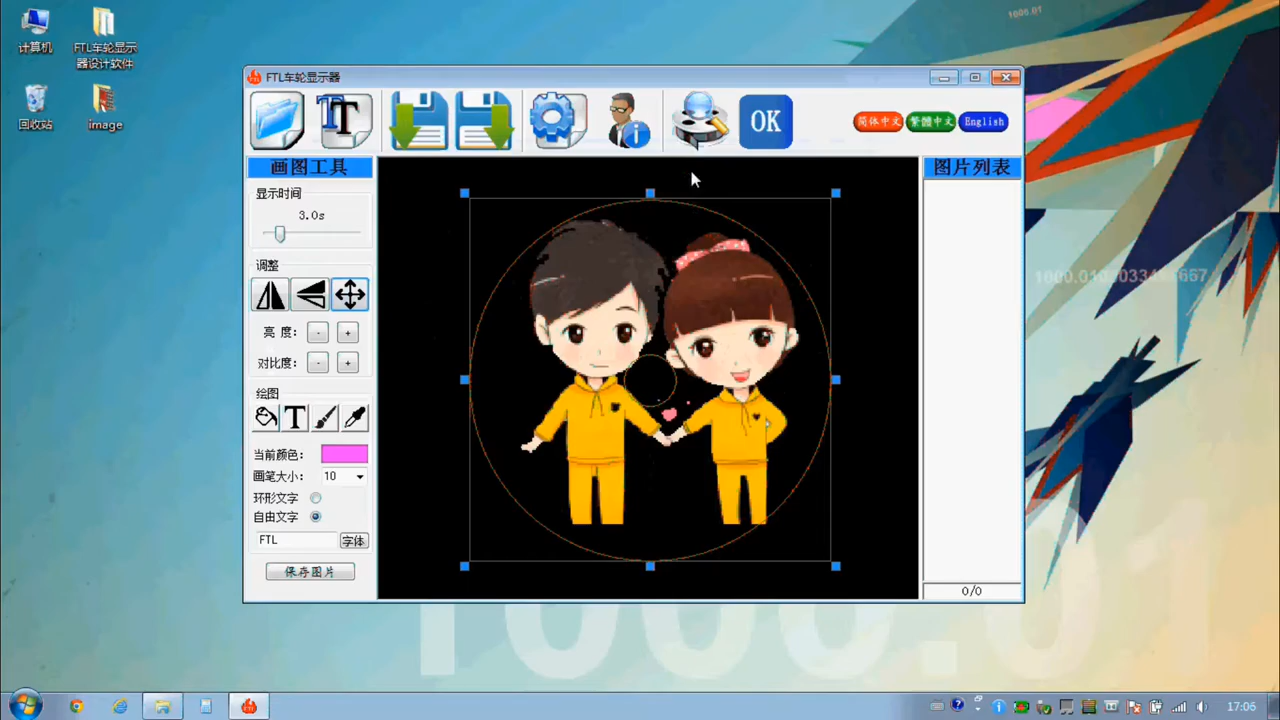 1006.01
计算机
FTL车轮显示
器设计软件
回收站
image
FTL车轮显示器
T
OK
简体中文
繁體中文
English
画图工具
图片列表
显示时间
3.0s
调整
亮 度:
-
+
对比度:
-
+
绘图
T
当前颜色:
画笔大小:
10
环形文字
自由文字
FTL
字体
保存图片
0/0
1000.01
17:06